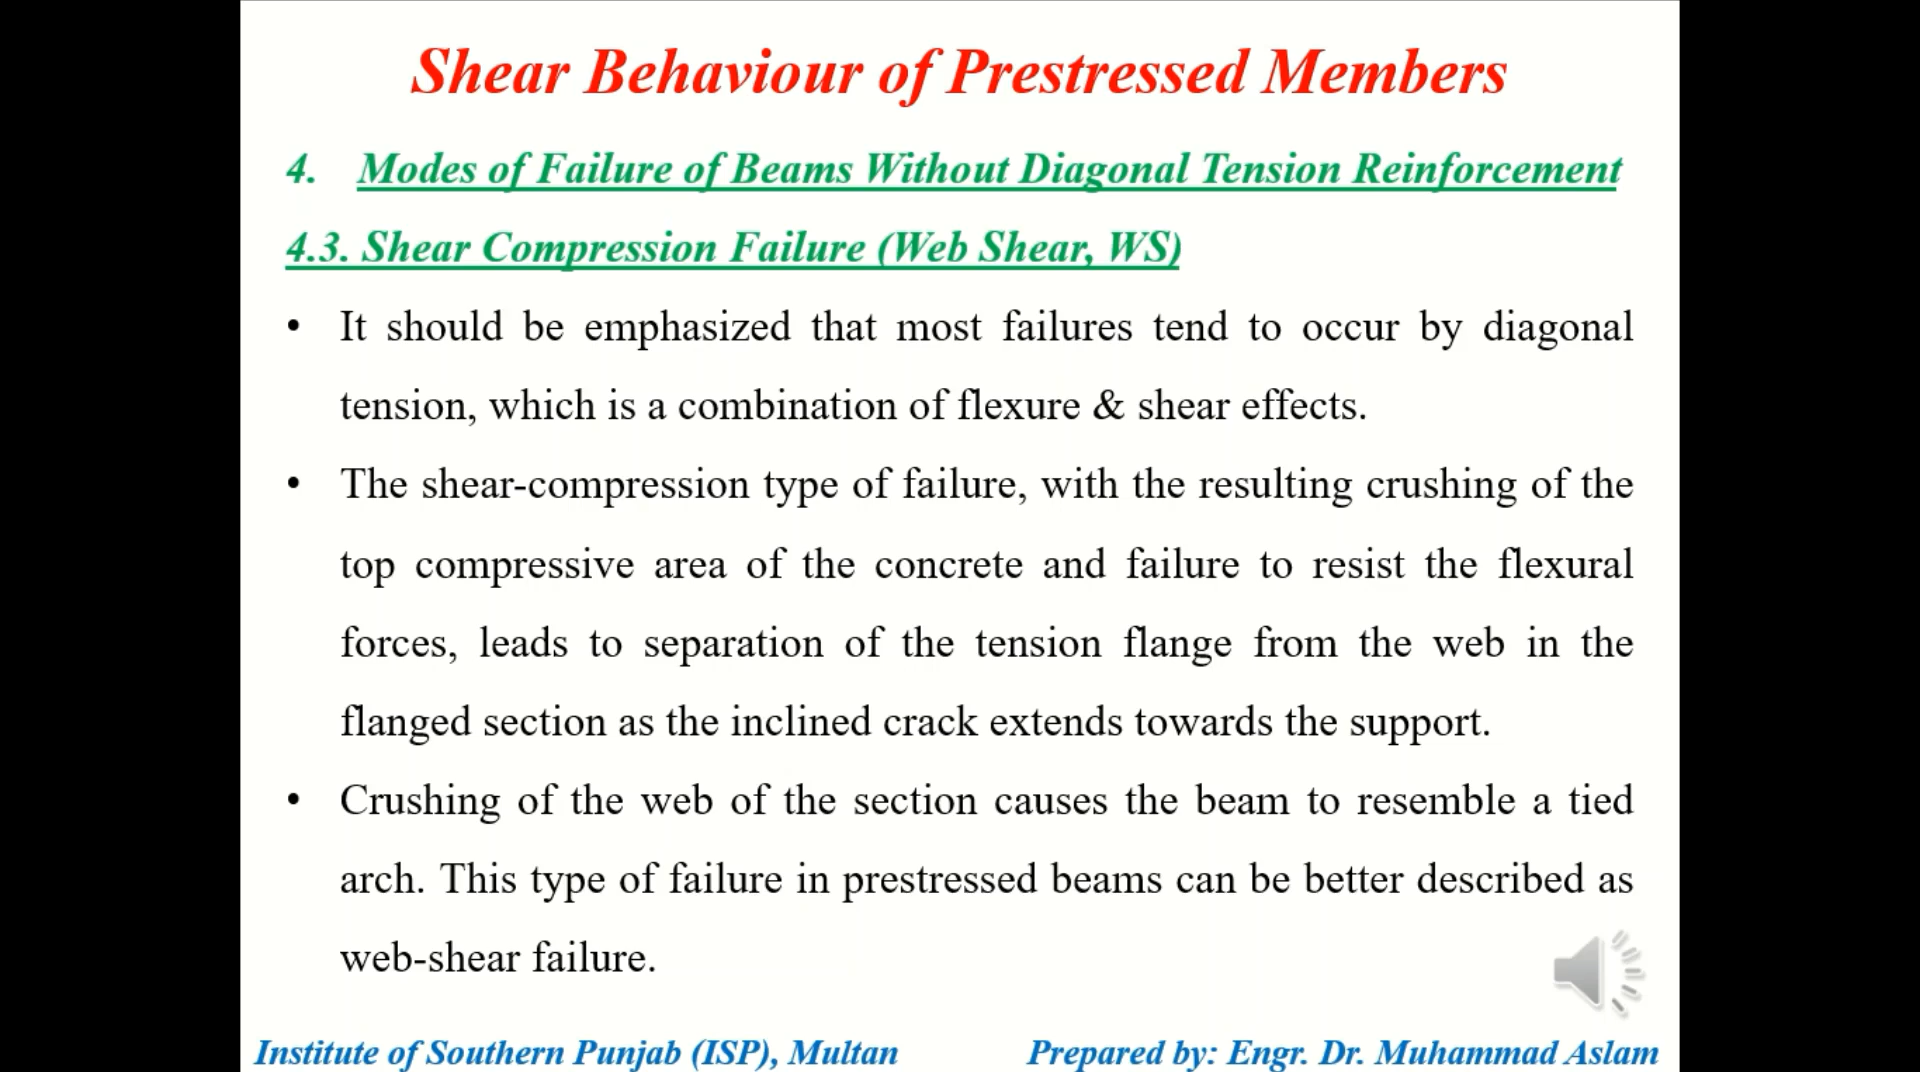 Shear Behaviour of Prestressed Members
4. Modes of Failure of Beams Without Diagonal Tension Reinforcement
4.3. Shear Compression Failure (Web Shear, WS)
• It should be emphasized that most failures tend to occur by diagonal
tension, which is a combination of flexure & shear effects.
• The shear-compression type of failure, with the resulting crushing of the
top compressive area of the concrete and failure to resist the flexural
forces, leads to separation of the tension flange from the web in the
flanged section as the inclined crack extends towards the support.
• Crushing of the web of the section causes the beam to resemble a tied
arch. This type of failure in prestressed beams can be better described as
web-shear failure.
Institute of Southern Punjab (ISP), Multan
Prepared by: Engr. Dr. Muhammad Aslam